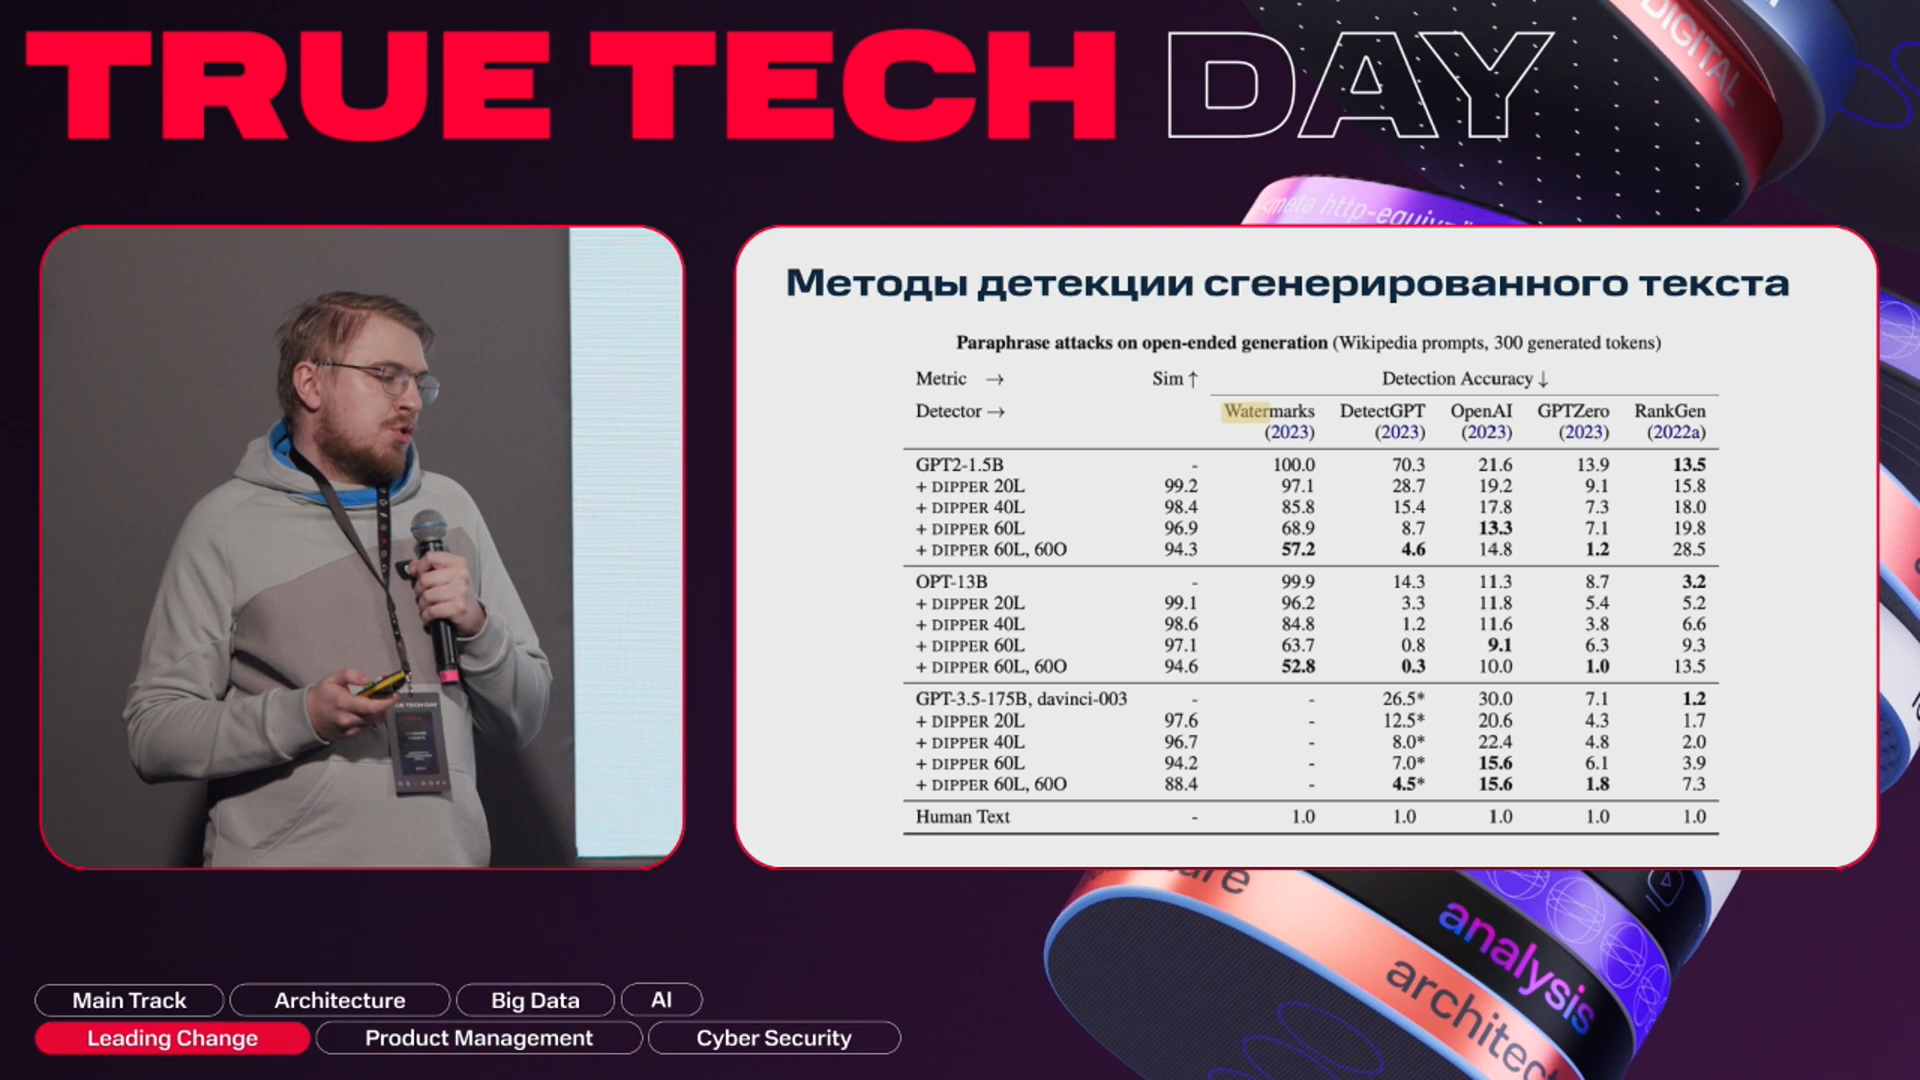 TRUE TECH DAY
DIGITAL
<meta http-equiv="
Методы детекции сгенерированного текста
Paraphrase attacks on open-ended generation (Wikipedia prompts, 300 generated tokens)
Metric → Sim ↑ Detection Accuracy ↓
Detector → Watermarks DetectGPT OpenAI GPTZero RankGen
(2023) (2023) (2023) (2023) (2022a)
GPT2-1.5B - 100.0 70.3 21.6 13.9 13.5
+ DIPPER 20L 99.2 97.1 28.7 19.2 9.1 15.8
+ DIPPER 40L 98.4 85.8 15.4 17.8 7.3 18.0
+ DIPPER 60L 96.9 68.9 8.7 13.3 7.1 19.8
+ DIPPER 60L, 60O 94.3 57.2 4.6 14.8 1.2 28.5
OPT-13B - 99.9 14.3 11.3 8.7 3.2
+ DIPPER 20L 99.1 96.2 3.3 11.8 5.4 5.2
+ DIPPER 40L 98.6 84.8 1.2 11.6 3.8 6.6
+ DIPPER 60L 97.1 63.7 0.8 9.1 6.3 9.3
+ DIPPER 60L, 60O 94.6 52.8 0.3 10.0 1.0 13.5
GPT-3.5-175B, davinci-003 - - 26.5* 30.0 7.1 1.2
+ DIPPER 20L 97.6 - 12.5* 20.6 4.3 1.7
+ DIPPER 40L 96.7 - 8.0* 22.4 4.8 2.0
+ DIPPER 60L 94.2 - 7.0* 15.6 6.1 3.9
+ DIPPER 60L, 60O 88.4 - 4.5* 15.6 1.8 7.3
Human Text - 1.0 1.0 1.0 1.0 1.0
analysis
architec
Main Track Architecture Big Data AI
Leading Change Product Management Cyber Security